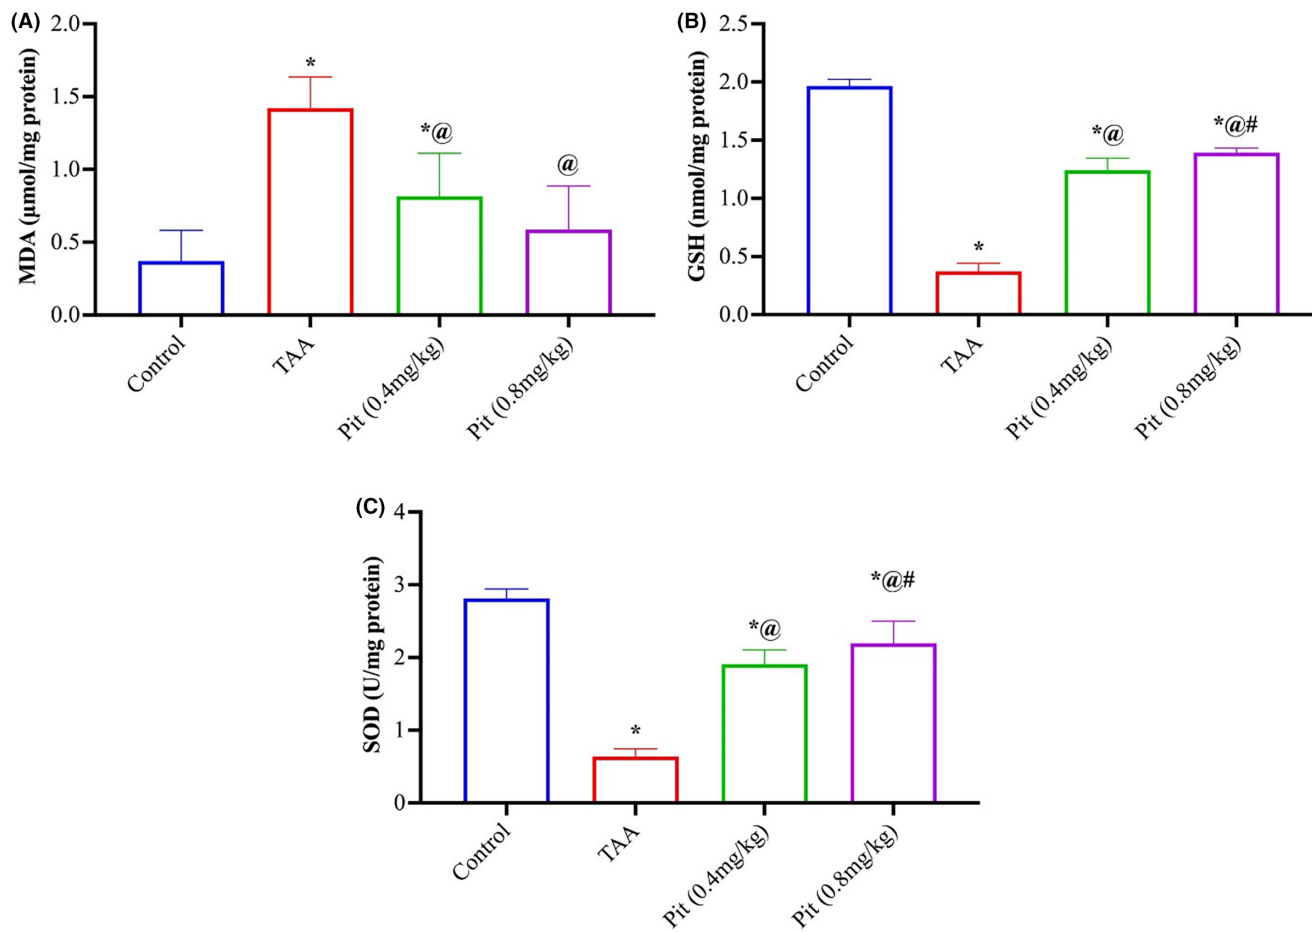 (A)
MDA (µmol/mg protein)
2.0
1.5
1.0
0.5
0.0
*
*@
@
Control
TAA
Pit (0.4mg/kg)
Pit (0.8mg/kg)
(B)
GSH (nmol/mg protein)
2.5
2.0
1.5
1.0
0.5
0.0
*
*@
*@#
Control
TAA
Pit (0.4mg/kg)
Pit (0.8mg/kg)
(C)
SOD (U/mg protein)
4
3
2
1
0
*
*@
*@#
Control
TAA
Pit (0.4mg/kg)
Pit (0.8mg/kg)